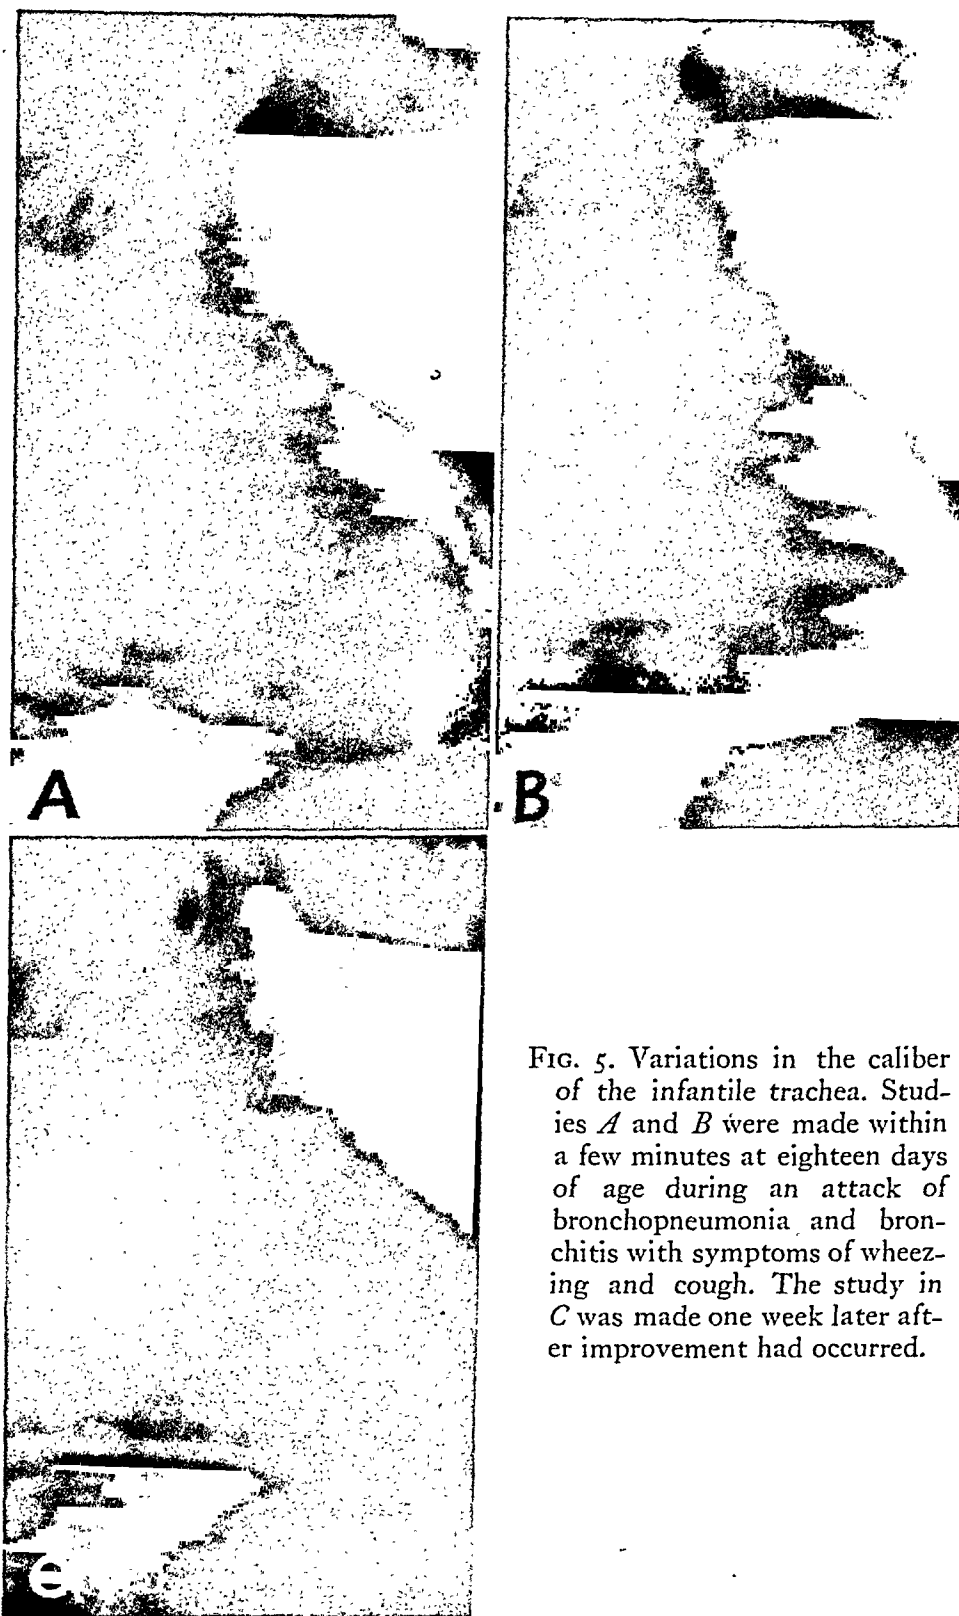 A
B
C
FIG. 5. Variations in the caliber
of the infantile trachea. Stud-
ies A and B were made within
a few minutes at eighteen days
of age during an attack of
bronchopneumonia and bron-
chitis with symptoms of wheez-
ing and cough. The study in
C was made one week later aft-
er improvement had occurred.